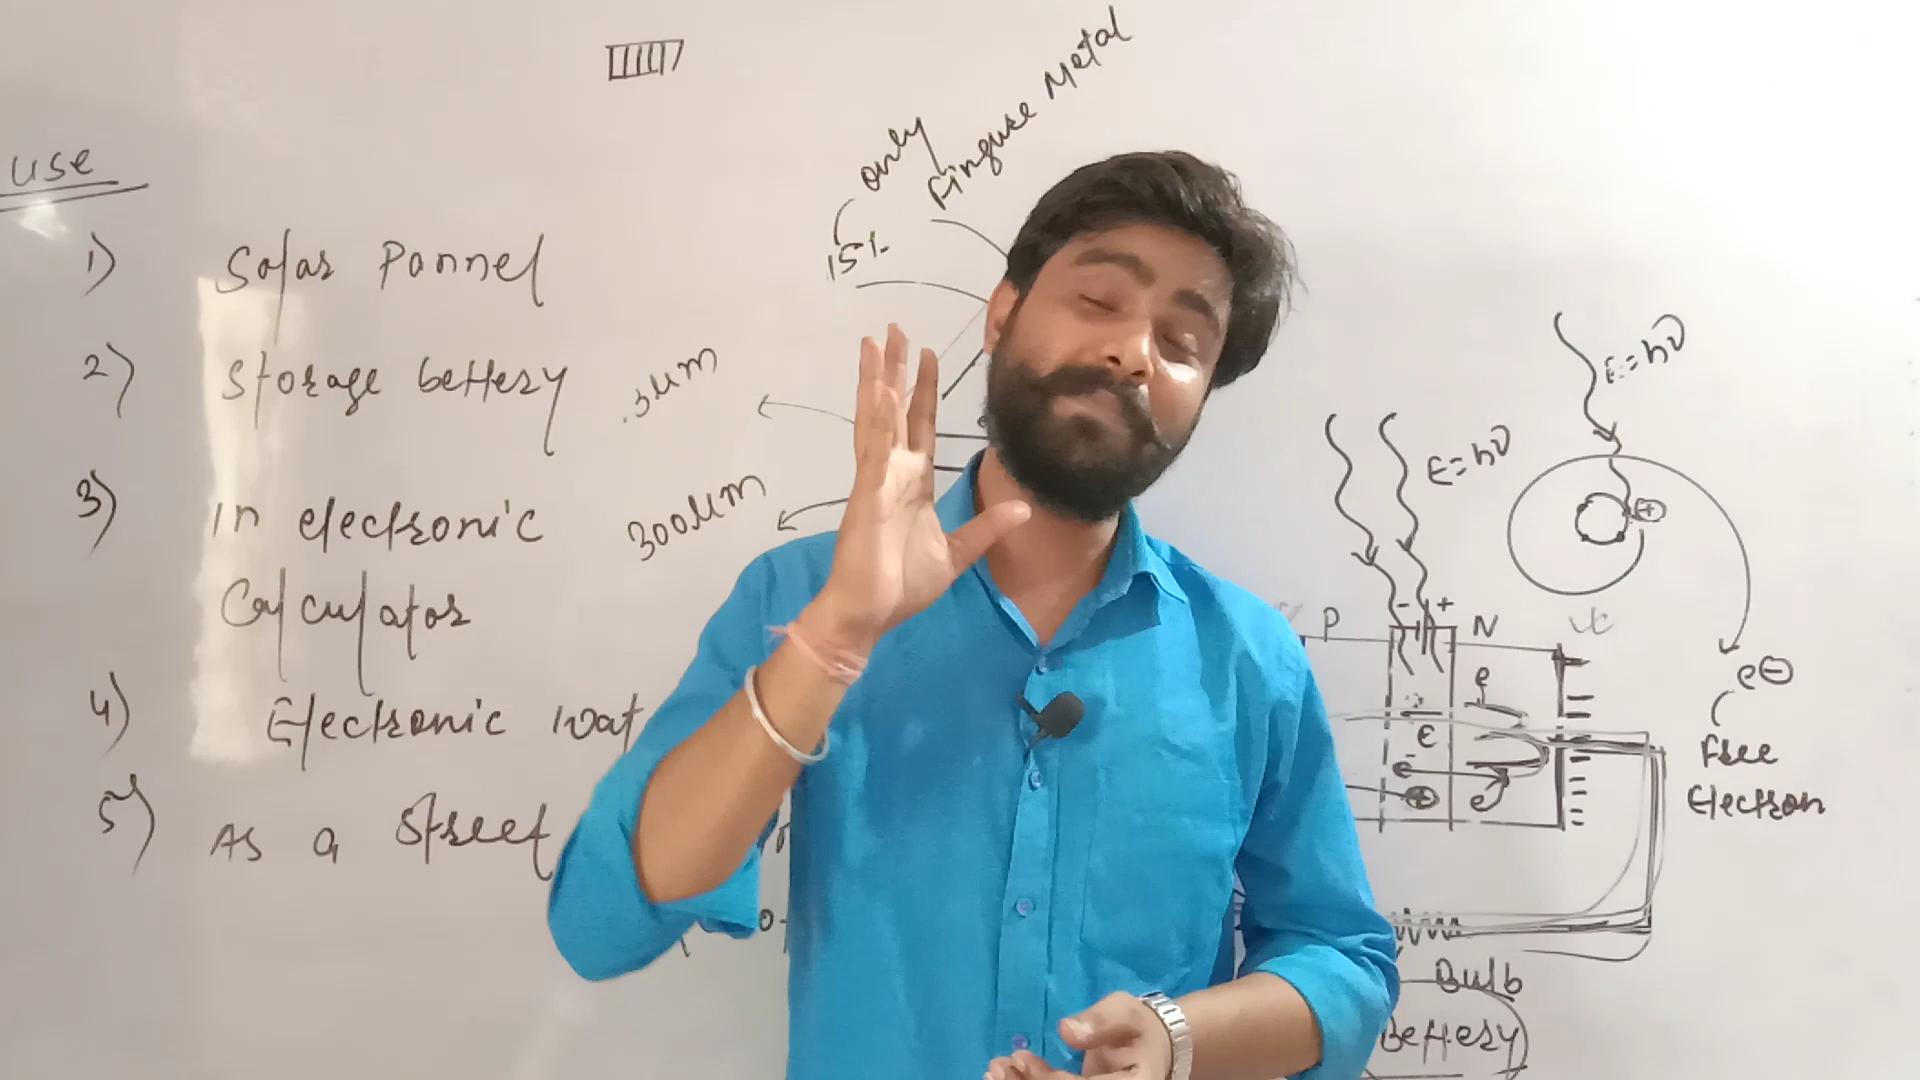 use
1) Solar Pannel
2) Storage bettery
3) In electronic
Calculator
4) Electronic wat
5) As a street
only
15%
Fingure Metal
.3μm
300μm
E=hν
E=hν
P
-
+
N
e
e
e⊖
Free
Electron
Bulb
Bettery